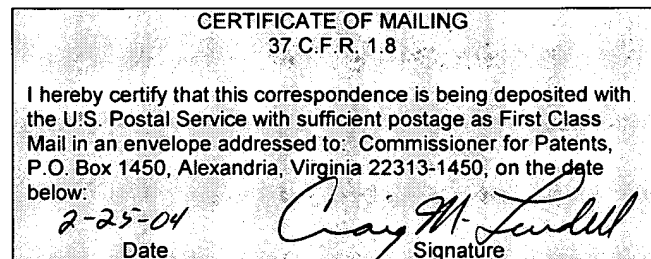 CERTIFICATE OF MAILING
37 C.F.R. 1.8
I hereby certify that this correspondence is being deposited with
the U.S. Postal Service with sufficient postage as First Class
Mail in an envelope addressed to: Commissioner for Patents,
P.O. Box 1450, Alexandria, Virginia 22313-1450, on the date
below:
2-25-04 Craig M. Lundell
Date Signature